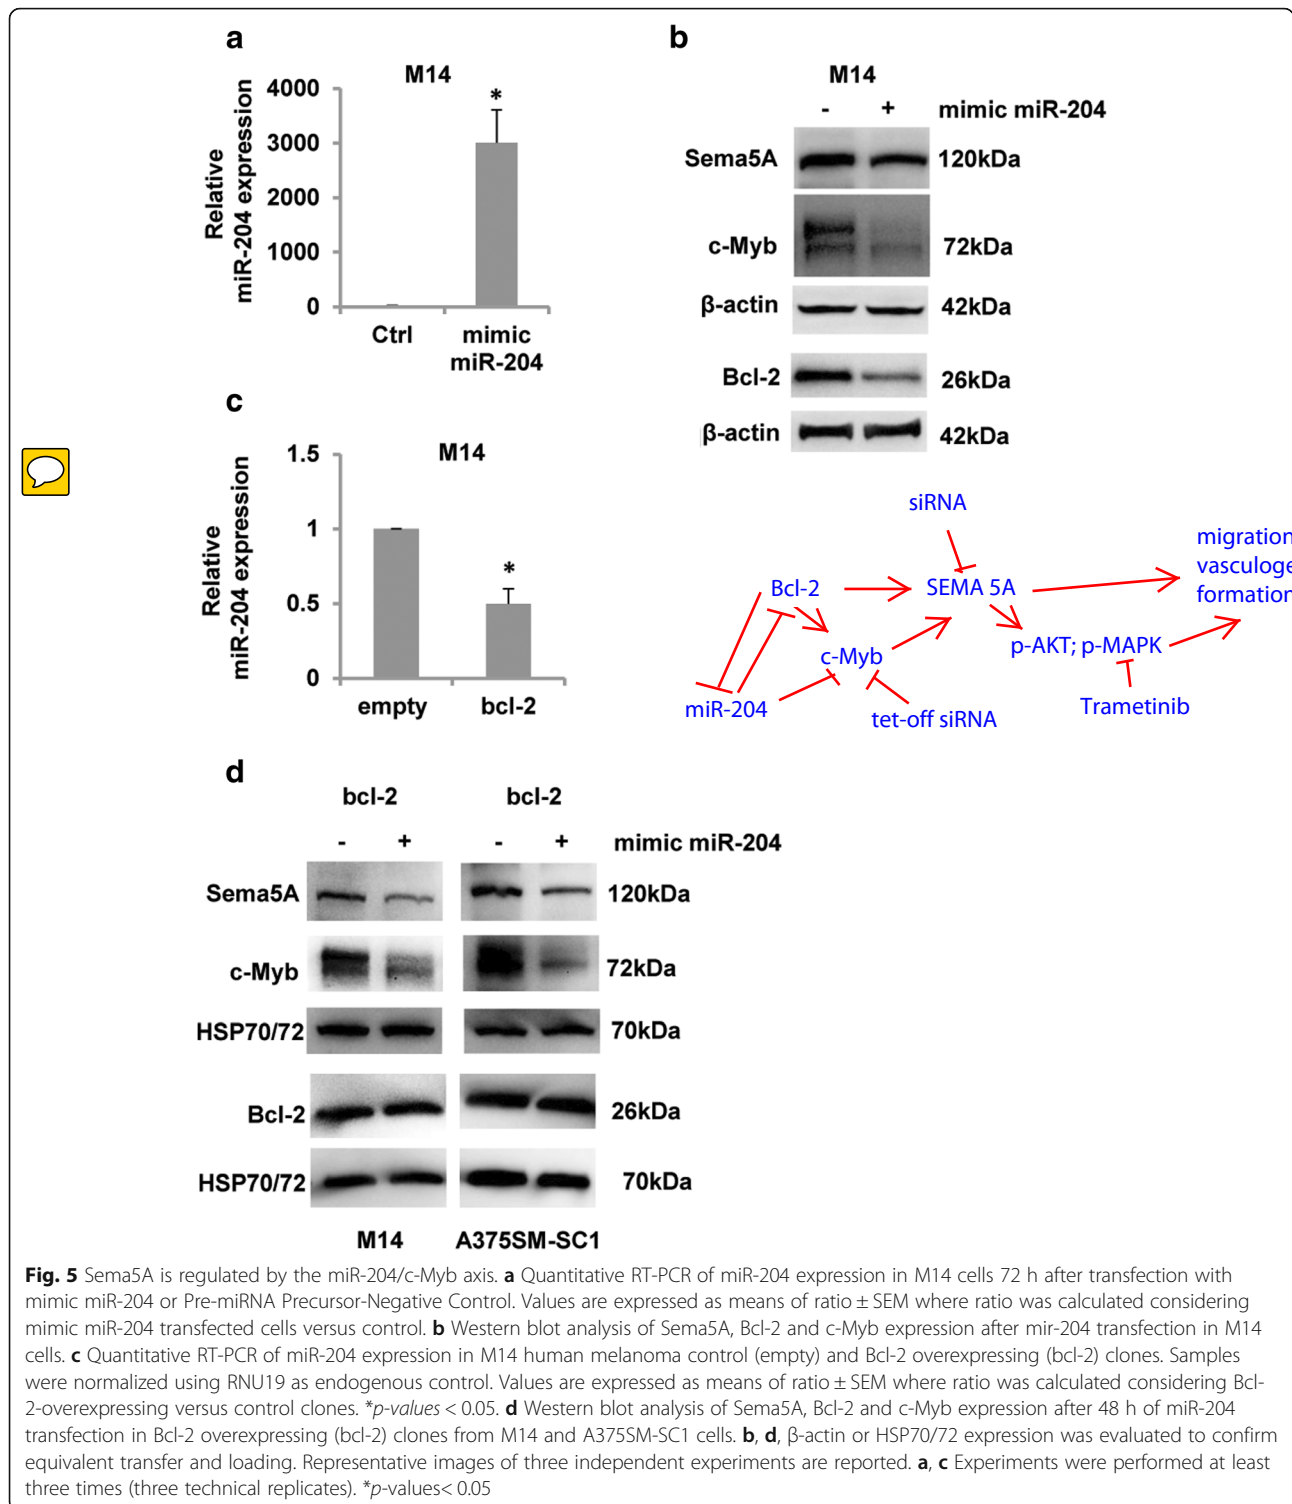 a
M14
Relative
miR-204 expression
4000
3000
2000
1000
0
*
Ctrl
mimic
miR-204
b
M14
- + mimic miR-204
Sema5A 120kDa
c-Myb 72kDa
β-actin 42kDa
Bcl-2 26kDa
β-actin 42kDa
c
M14
Relative
miR-204 expression
1.5
1
0.5
0
*
empty bcl-2
siRNA
migration
vasculoge
formation
Bcl-2 SEMA 5A
c-Myb p-AKT; p-MAPK
miR-204 tet-off siRNA Trametinib
d
bcl-2 bcl-2
- + - + mimic miR-204
Sema5A 120kDa
c-Myb 72kDa
HSP70/72 70kDa
Bcl-2 26kDa
HSP70/72 70kDa
M14 A375SM-SC1
Fig. 5 Sema5A is regulated by the miR-204/c-Myb axis. a Quantitative RT-PCR of miR-204 expression in M14 cells 72 h after transfection with
mimic miR-204 or Pre-miRNA Precursor-Negative Control. Values are expressed as means of ratio ± SEM where ratio was calculated considering
mimic miR-204 transfected cells versus control. b Western blot analysis of Sema5A, Bcl-2 and c-Myb expression after mir-204 transfection in M14
cells. c Quantitative RT-PCR of miR-204 expression in M14 human melanoma control (empty) and Bcl-2 overexpressing (bcl-2) clones. Samples
were normalized using RNU19 as endogenous control. Values are expressed as means of ratio ± SEM where ratio was calculated considering Bcl-
2-overexpressing versus control clones. *p-values < 0.05. d Western blot analysis of Sema5A, Bcl-2 and c-Myb expression after 48 h of miR-204
transfection in Bcl-2 overexpressing (bcl-2) clones from M14 and A375SM-SC1 cells. b, d, β-actin or HSP70/72 expression was evaluated to confirm
equivalent transfer and loading. Representative images of three independent experiments are reported. a, c Experiments were performed at least
three times (three technical replicates). *p-values< 0.05